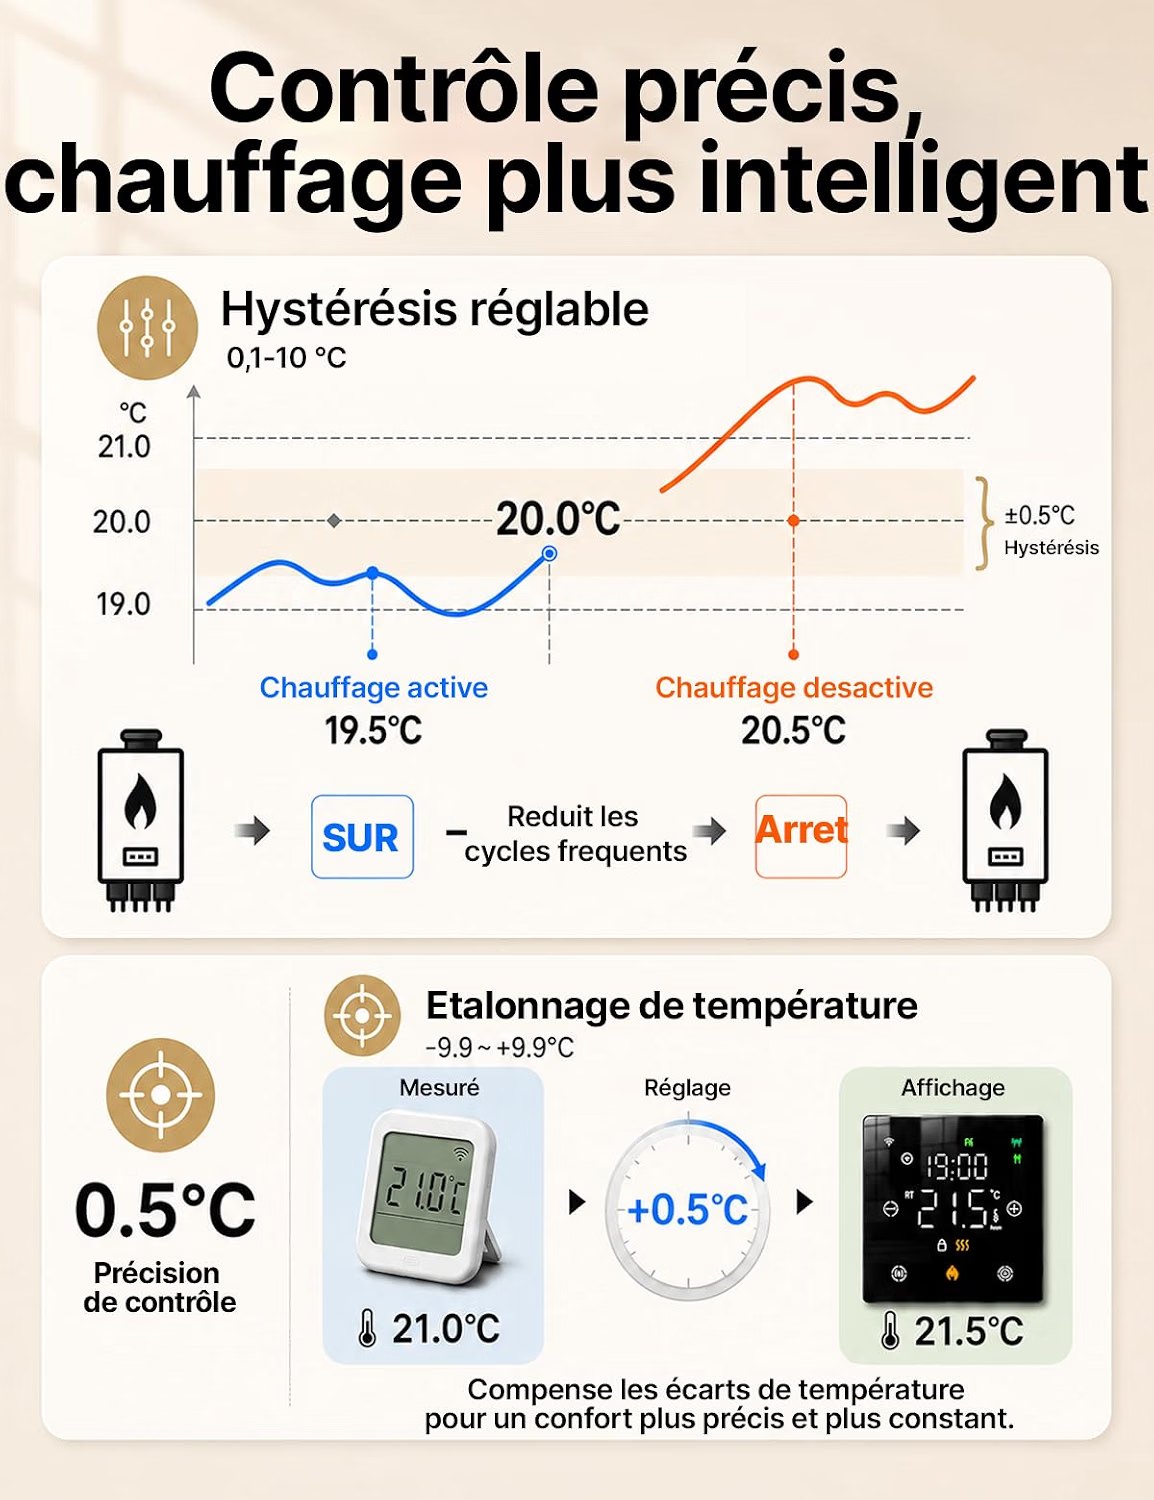 Contrôle précis,
chauffage plus intelligent
Hystérésis réglable
0,1-10 °C
°C
21.0
20.0
20.0°C
±0.5°C
Hystérésis
19.0
Chauffage active
19.5°C
Chauffage desactive
20.5°C
SUR
– Reduit les
cycles frequents
Arret
0.5°C
Précision
de contrôle
Etalonnage de température
-9.9 ~ +9.9°C
Mesuré
21.0°C
21.0°C
Réglage
+0.5°C
Affichage
19:00
RT 21.5 °C
21.5°C
Compense les écarts de température
pour un confort plus précis et plus constant.